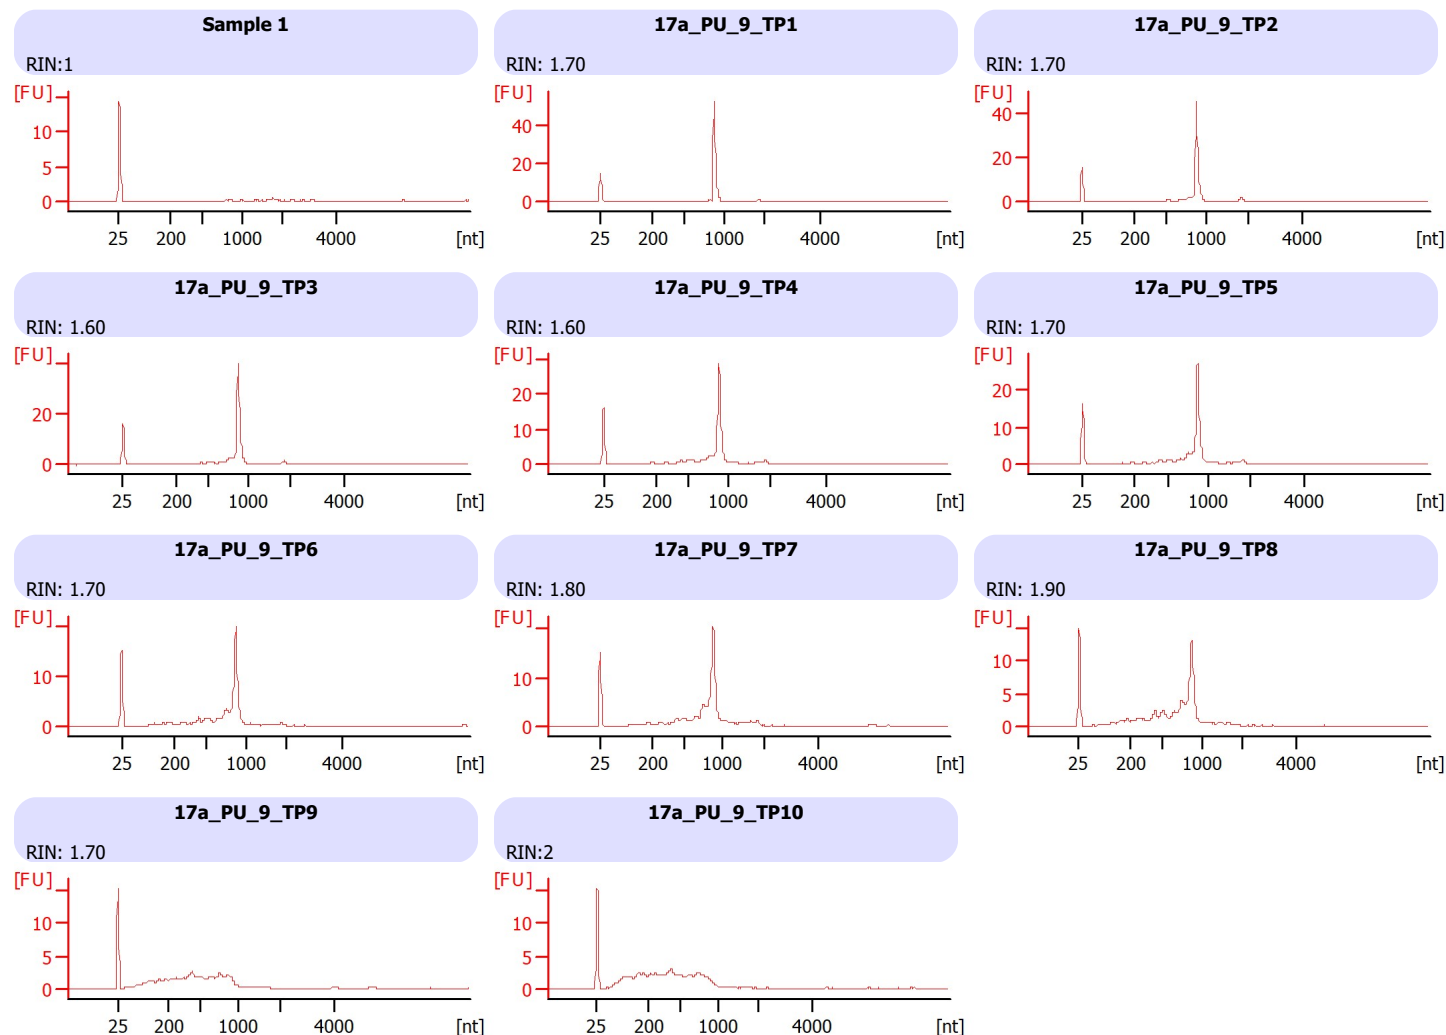 Sample 1
RIN:1
[FU]
10
5
0
25 200 1000 4000 [nt]
17a_PU_9_TP1
RIN: 1.70
[FU]
40
20
0
25 200 1000 4000 [nt]
17a_PU_9_TP2
RIN: 1.70
[FU]
40
20
0
25 200 1000 4000 [nt]
17a_PU_9_TP3
RIN: 1.60
[FU]
20
0
25 200 1000 4000 [nt]
17a_PU_9_TP4
RIN: 1.60
[FU]
20
10
0
25 200 1000 4000 [nt]
17a_PU_9_TP5
RIN: 1.70
[FU]
20
10
0
25 200 1000 4000 [nt]
17a_PU_9_TP6
RIN: 1.70
[FU]
10
0
25 200 1000 4000 [nt]
17a_PU_9_TP7
RIN: 1.80
[FU]
10
0
25 200 1000 4000 [nt]
17a_PU_9_TP8
RIN: 1.90
[FU]
10
5
0
25 200 1000 4000 [nt]
17a_PU_9_TP9
RIN: 1.70
[FU]
10
5
0
25 200 1000 4000 [nt]
17a_PU_9_TP10
RIN:2
[FU]
10
5
0
25 200 1000 4000 [nt]